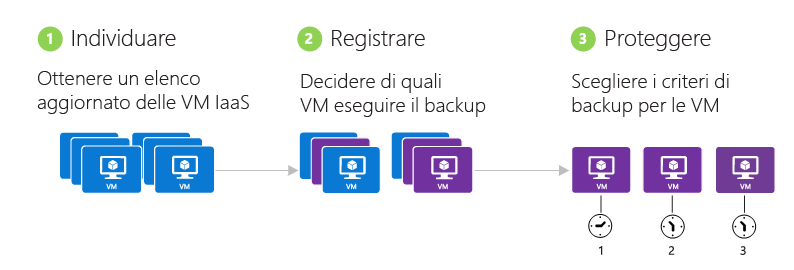 1 Individuare
Ottenere un elenco
aggiornato delle VM IaaS
VM
VM
2 Registrare
Decidere di quali
VM eseguire il backup
VM
VM
3 Proteggere
Scegliere i criteri di
backup per le VM
VM
VM
VM
1
2
3